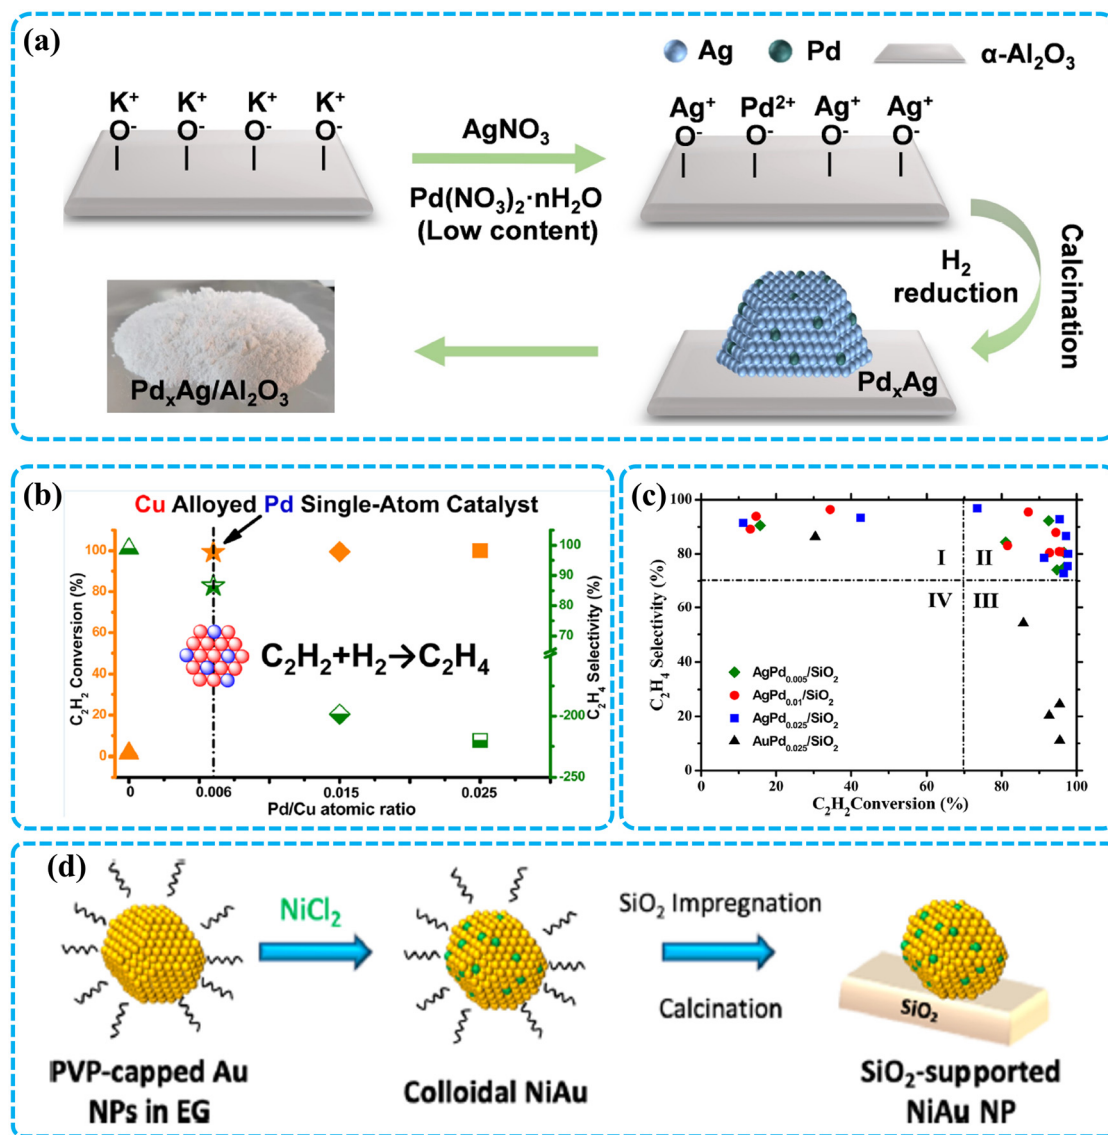 (a)
Ag Pd α-Al₂O₃
K⁺ K⁺ K⁺ K⁺
O⁻ O⁻ O⁻ O⁻
AgNO₃
Pd(NO₃)₂·nH₂O
(Low content)
Ag⁺ Pd²⁺ Ag⁺ Ag⁺
O⁻ O⁻ O⁻ O⁻
Calcination
H₂
reduction
PdₓAg
PdₓAg/Al₂O₃
(b)
Cu Alloyed Pd Single-Atom Catalyst
C₂H₂ Conversion (%)
100
80
60
40
20
0
C₂H₂+H₂→C₂H₄
100
90
80
70
-200
-250
C₂H₄ Selectivity (%)
0 0.006 0.015 0.025
Pd/Cu atomic ratio
(c)
C₂H₄ Selectivity (%)
100
80
60
40
20
0
I II
IV III
AgPd₀.₀₀₅/SiO₂
AgPd₀.₀₁/SiO₂
AgPd₀.₀₂₅/SiO₂
AuPd₀.₀₂₅/SiO₂
0 20 40 60 80 100
C₂H₂Conversion (%)
(d)
NiCl₂
SiO₂ Impregnation
Calcination
SiO₂
PVP-capped Au
NPs in EG
Colloidal NiAu
SiO₂-supported
NiAu NP